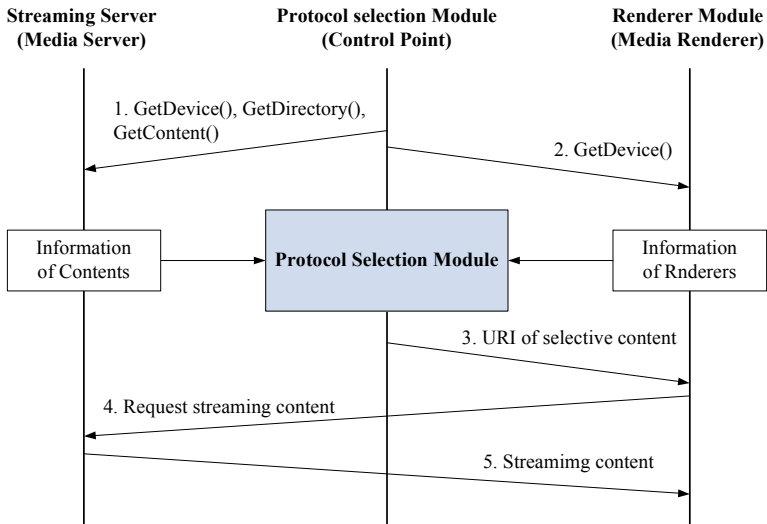 Streaming Server
(Media Server)
Protocol selection Module
(Control Point)
Renderer Module
(Media Renderer)
1. GetDevice(), GetDirectory(),
GetContent()
2. GetDevice()
Information
of Contents
Protocol Selection Module
Information
of Rnderers
3. URI of selective content
4. Request streaming content
5. Streamimg content